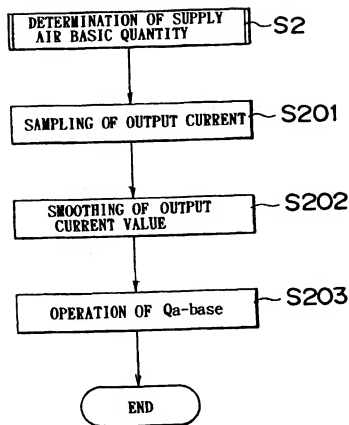 DETERMINATION OF SUPPLY
AIR BASIC QUANTITY
S2
SAMPLING OF OUTPUT CURRENT
S201
SMOOTHING OF OUTPUT
CURRENT VALUE
S202
OPERATION OF Qa-base
S203
END